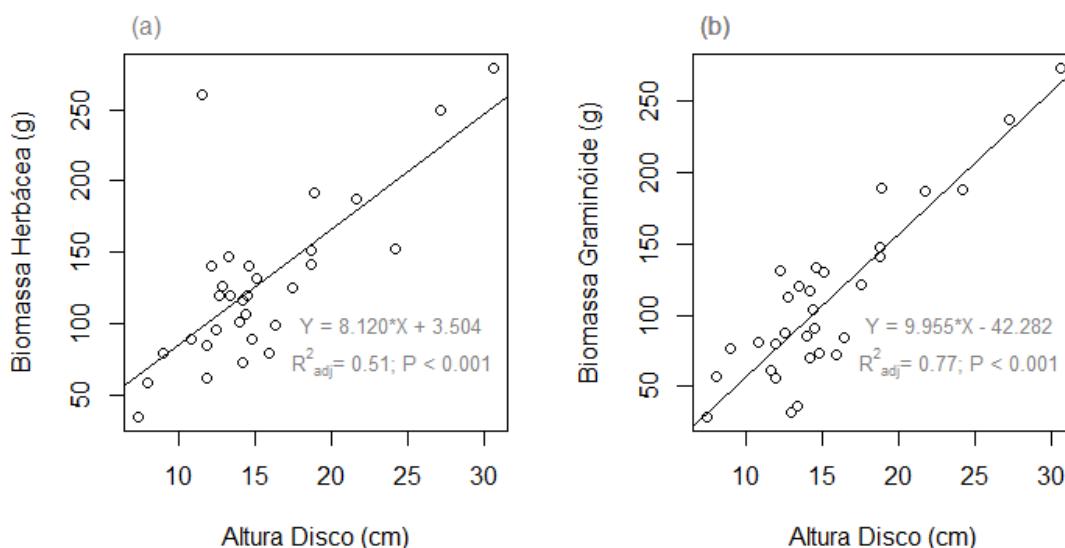 (a)
Biomassa Herbácea (g)
250
200
150
100
50
Y = 8.120*X + 3.504
R²adj= 0.51; P < 0.001
10 15 20 25 30
Altura Disco (cm)
(b)
Biomassa Graminóide (g)
250
200
150
100
50
Y = 9.955*X - 42.282
R²adj= 0.77; P < 0.001
10 15 20 25 30
Altura Disco (cm)